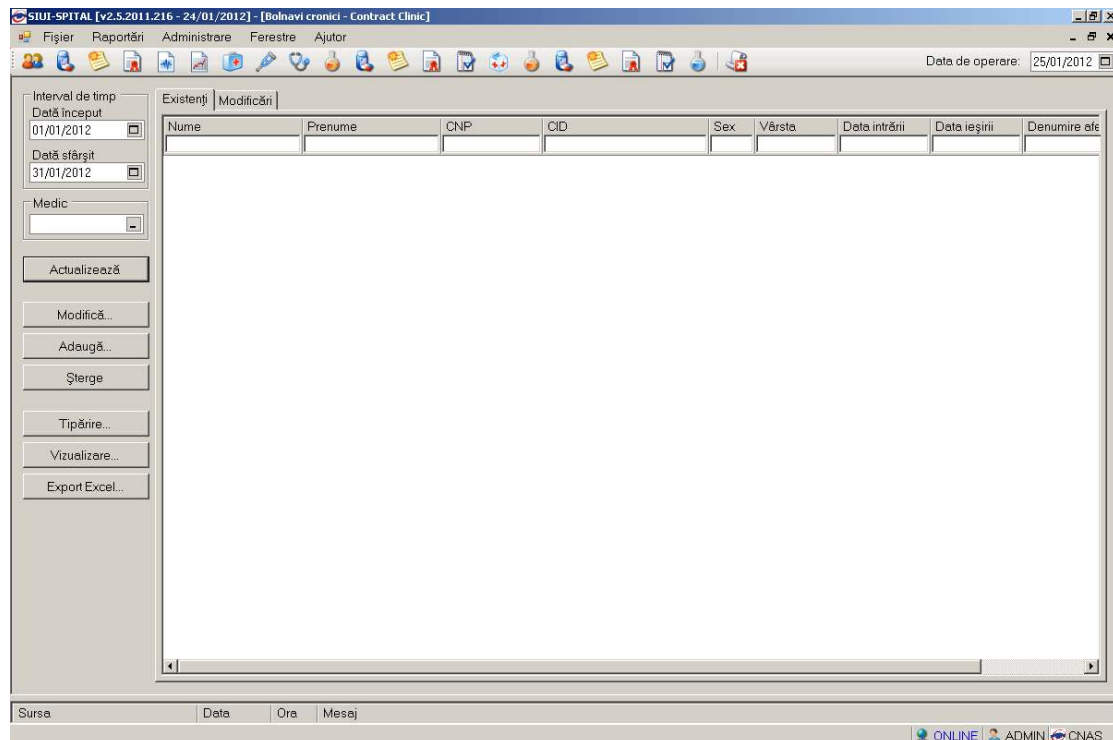 SIUI-SPITAL [v2.5.2011.216 - 24/01/2012] - [Bolnavi cronici - Contract Clinic]
Fişier Raportări Administrare Ferestre Ajutor
Data de operare: 25/01/2012
Interval de timp
Dată început
01/01/2012
Dată sfârşit
31/01/2012
Medic
Actualizează
Modifică...
Adaugă...
Şterge
Tipărire...
Vizualizare...
Export Excel...
Existenţi Modificări
Nume Prenume CNP CID Sex Vârsta Data intrării Data ieşirii Denumire afe
Sursa Data Ora Mesaj
ONLINE ADMIN CNAS